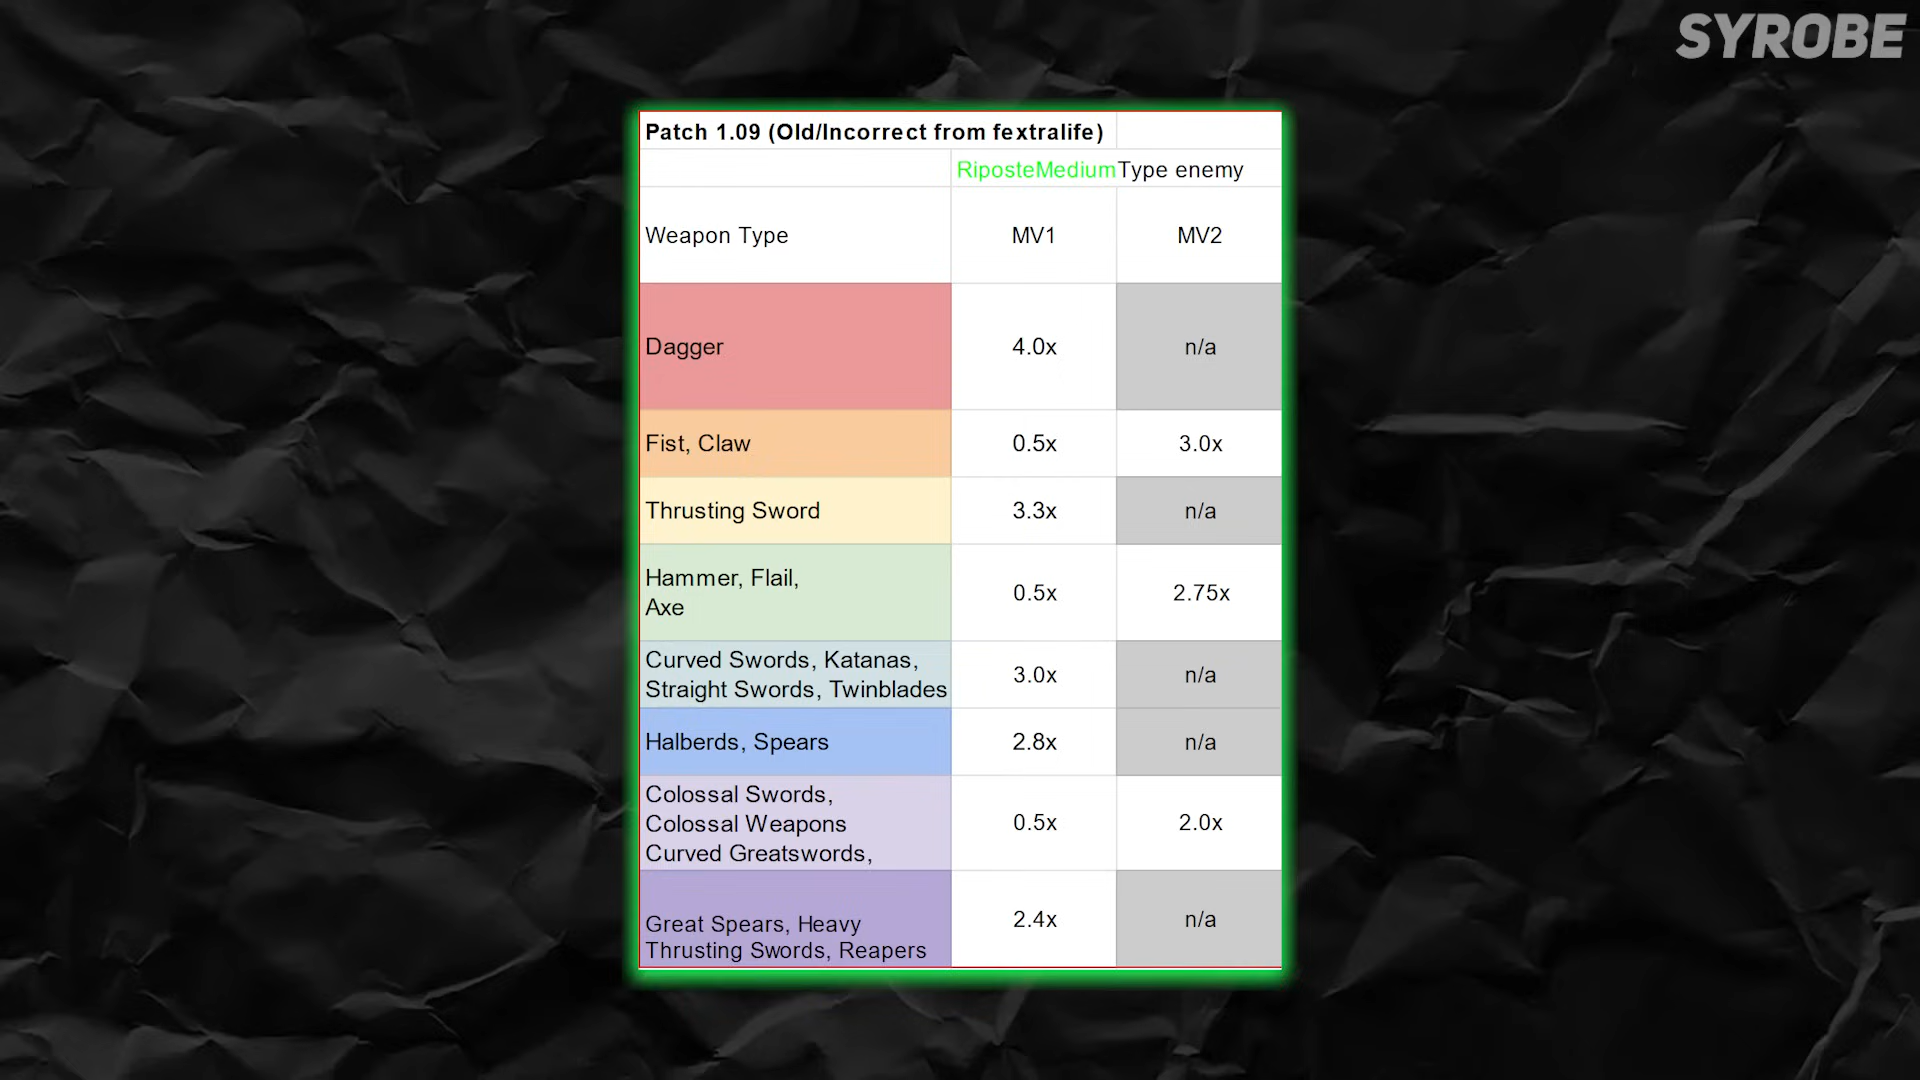 SYROBE
Patch 1.09 (Old/Incorrect from fextralife)
RiposteMedium Type enemy
Weapon Type MV1 MV2
Dagger 4.0x n/a
Fist, Claw 0.5x 3.0x
Thrusting Sword 3.3x n/a
Hammer, Flail,
Axe 0.5x 2.75x
Curved Swords, Katanas,
Straight Swords, Twinblades 3.0x n/a
Halberds, Spears 2.8x n/a
Colossal Swords,
Colossal Weapons 0.5x 2.0x
Curved Greatswords,
Great Spears, Heavy 2.4x n/a
Thrusting Swords, Reapers